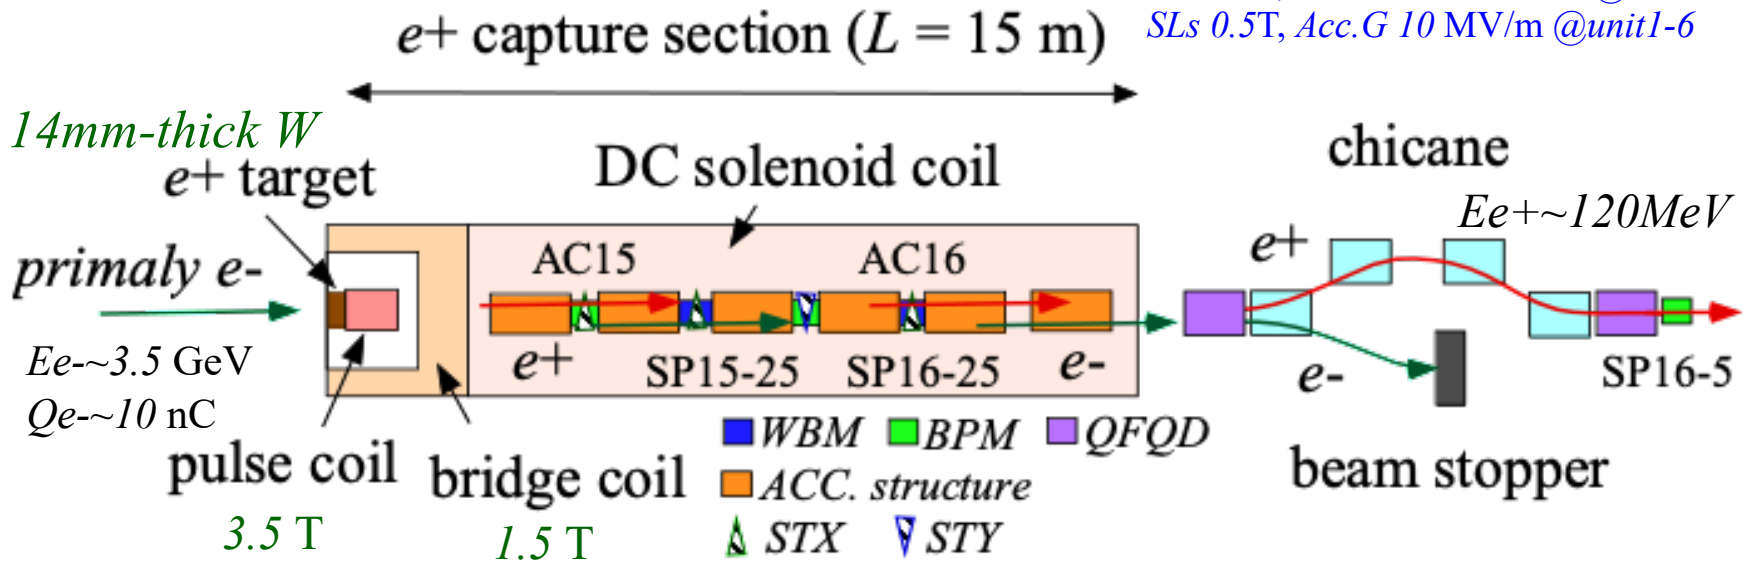 e+ capture section (L = 15 m)
SLs 0.5T, Acc.G 10 MV/m @unit1-6
14mm-thick W
e+ target
DC solenoid coil
chicane
Ee+~120MeV
primaly e-
AC15
AC16
e+
Ee-~3.5 GeV
Qe-~10 nC
e+
SP15-25
SP16-25
e-
e-
SP16-5
pulse coil
bridge coil
WBM
BPM
QFQD
beam stopper
ACC. structure
3.5 T
1.5 T
STX
STY